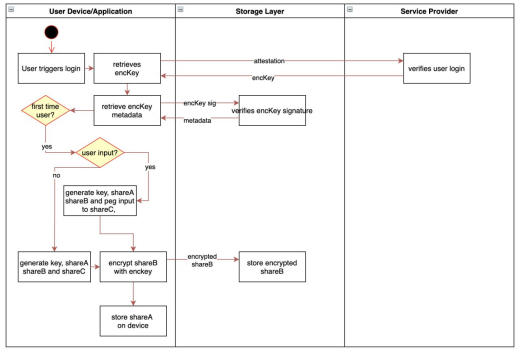 User Device/Application
Storage Layer
Service Provider
User triggers login
retrieves
encKey
attestation
encKey
verifies user login
first time
user?
retrieve encKey
metadata
encKey sig
metadata
verifies encKey signature
yes
user input?
no
yes
generate key, shareA
shareB and peg input
to shareC,
generate key, shareA
shareB and shareC
encrypt shareB
with enckey
encrypted
shareB
store encrypted
shareB
store shareA
on device